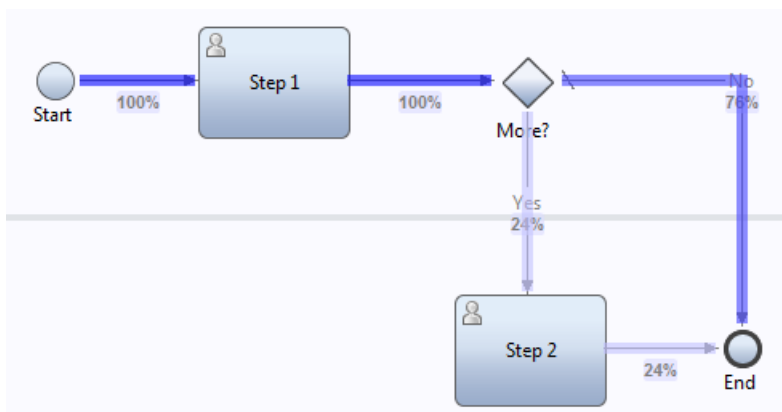 Start
100%
Step 1
100%
More?
No
76%
Yes
24%
Step 2
24%
End